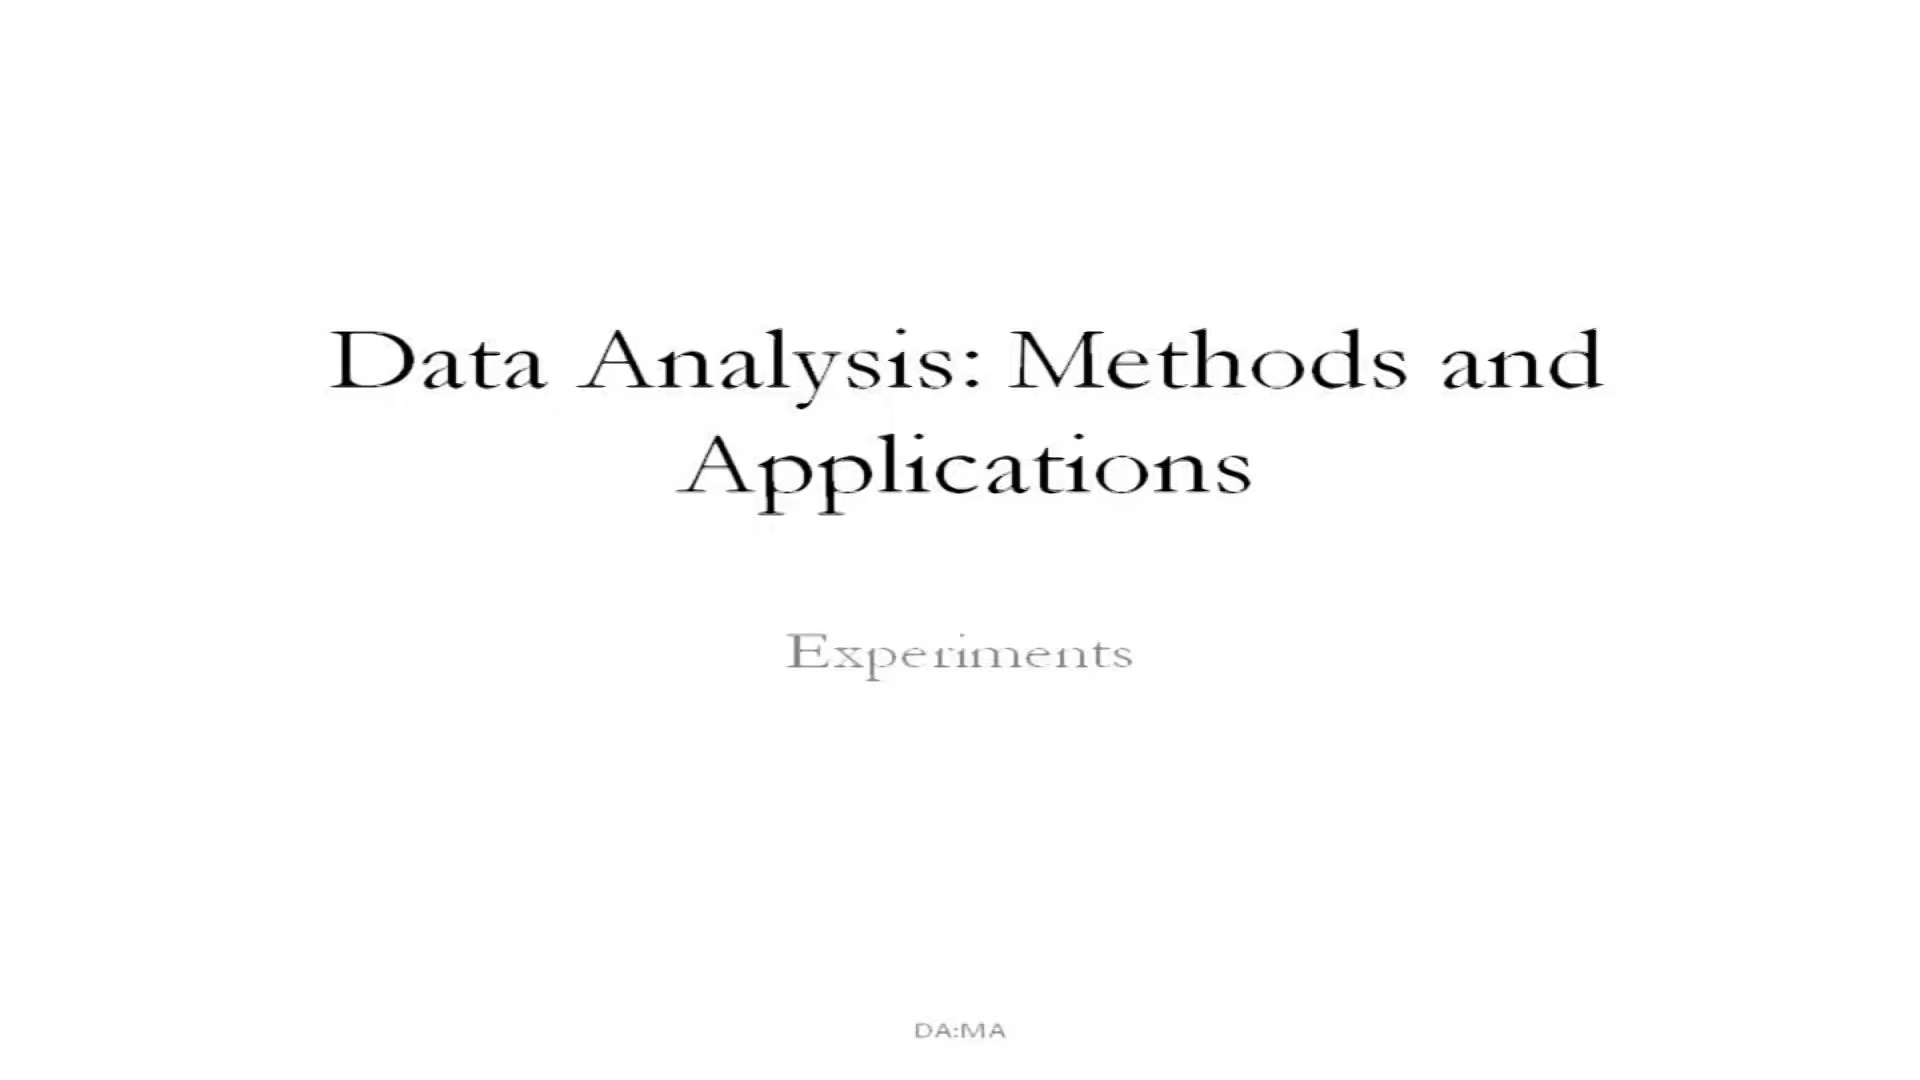 Data Analysis: Methods and
Applications
Experiments
DA:MA